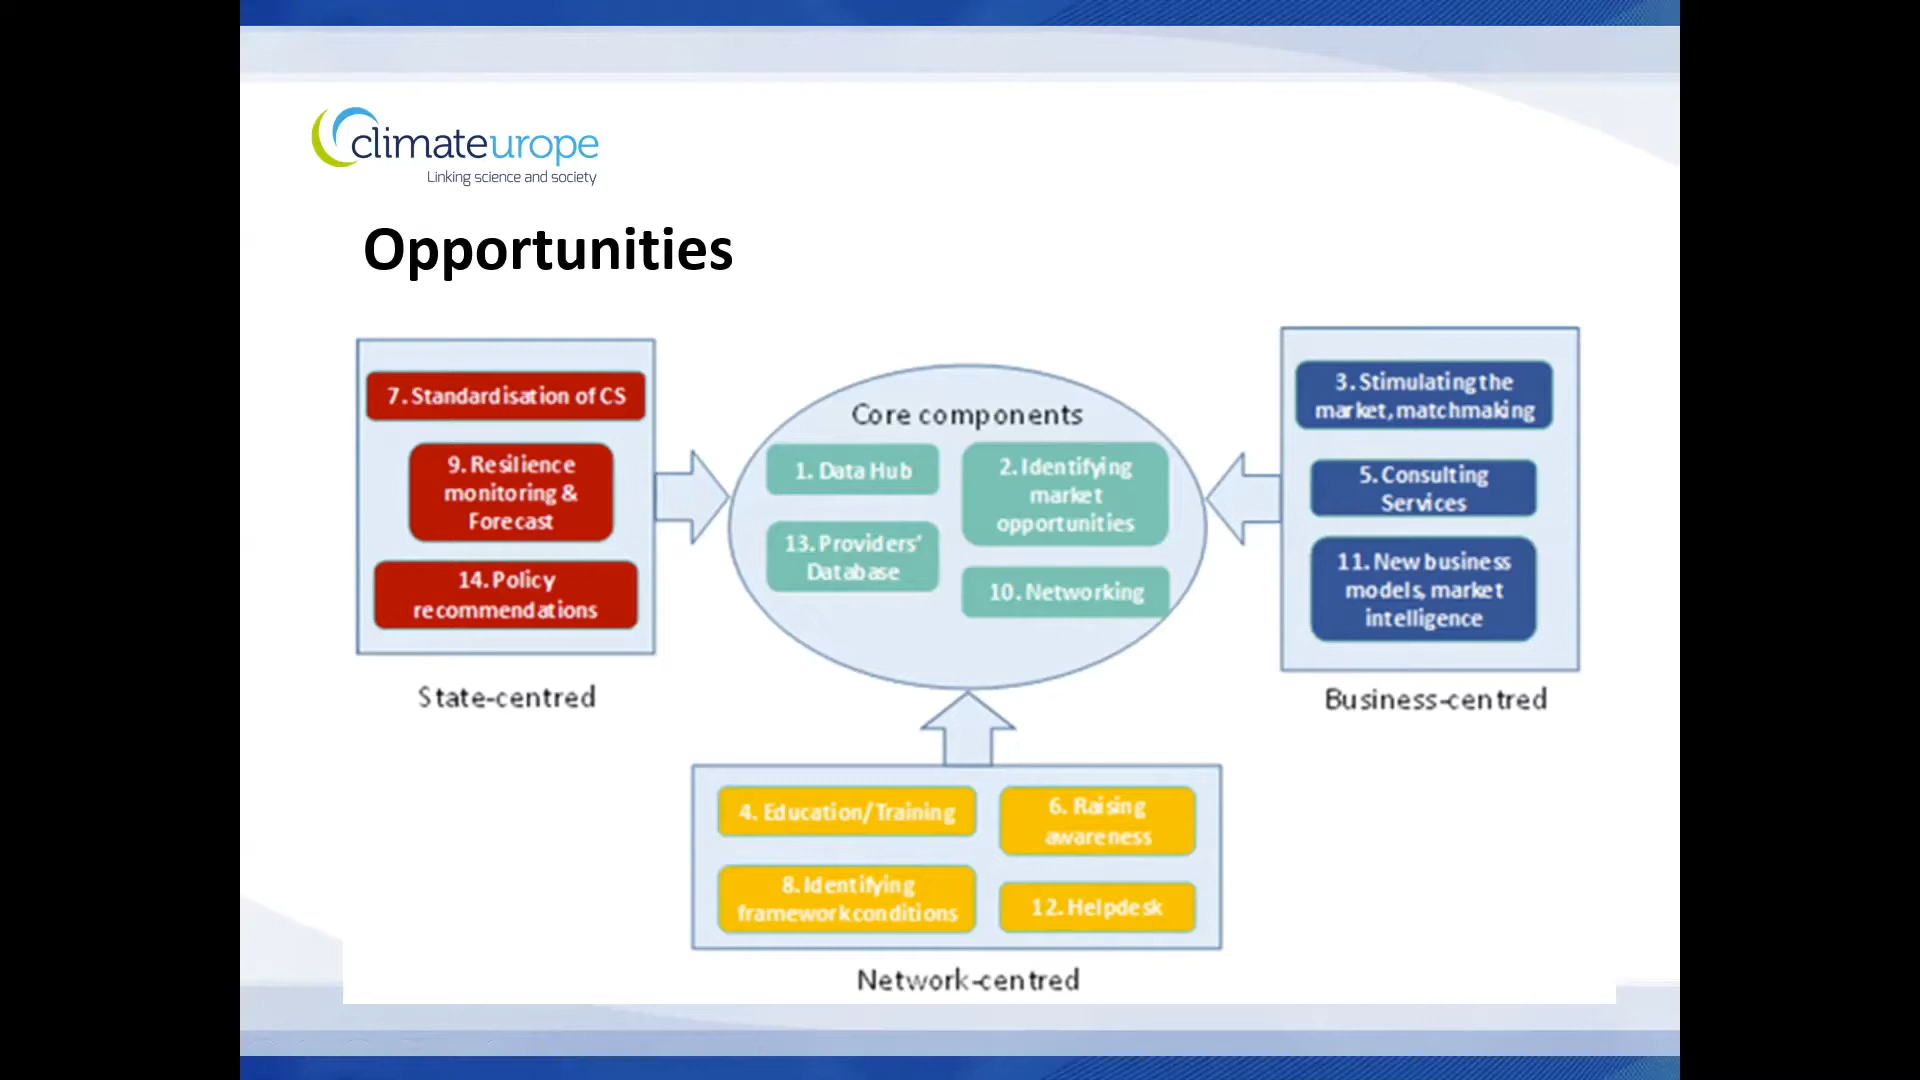 climateurope
Linking science and society
Opportunities
7. Standardisation of CS
9. Resilience
monitoring &
Forecast
14. Policy
recommendations
State-centred
Core components
1. Data Hub
2. Identifying
market
opportunities
13. Providers'
Database
10. Networking
3. Stimulating the
market, matchmaking
5. Consulting
Services
11. New business
models, market
intelligence
Business-centred
4. Education/Training
6. Raising
awareness
8. Identifying
framework conditions
12. Helpdesk
Network-centred